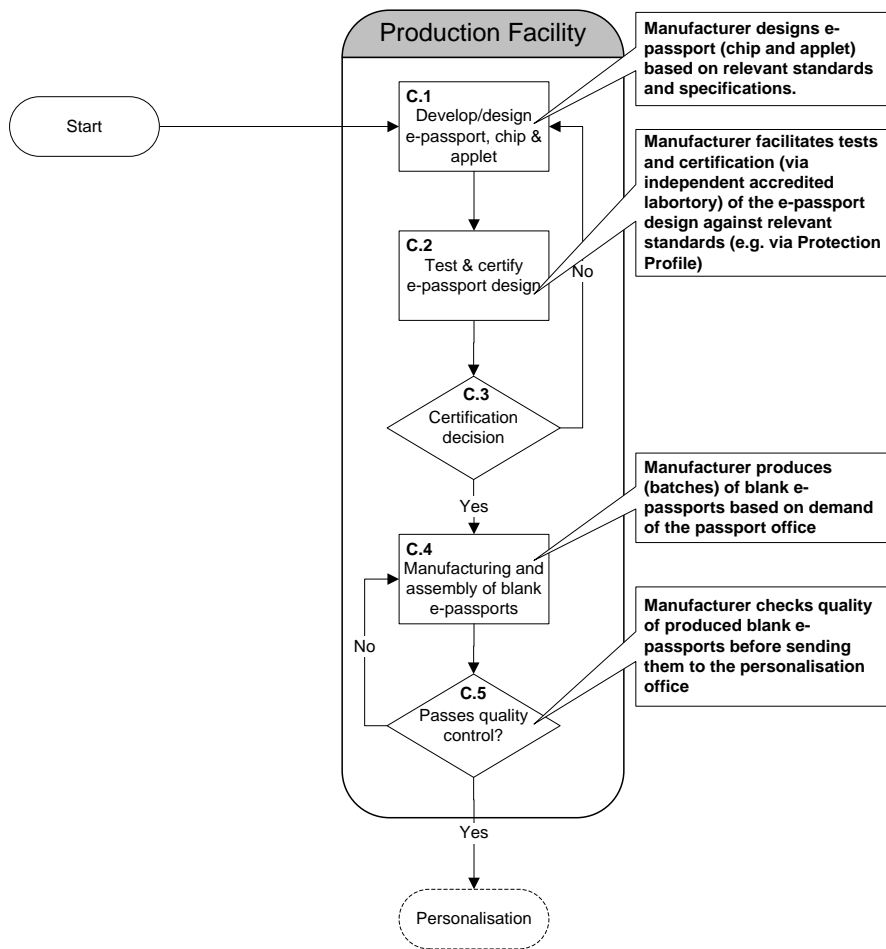 Production Facility
Manufacturer designs e-
passport (chip and applet)
based on relevant standards
and specifications.
Start
C.1
Develop/design
e-passport, chip &
applet
Manufacturer facilitates tests
and certification (via
independent accredited
labortory) of the e-passport
design against relevant
standards (e.g. via Protection
Profile)
C.2
Test & certify
e-passport design
No
C.3
Certification
decision
Yes
Manufacturer produces
(batches) of blank e-
passports based on demand
of the passport office
C.4
Manufacturing and
assembly of blank
e-passports
Manufacturer checks quality
of produced blank e-
passports before sending
them to the personalisation
office
No
C.5
Passes quality
control?
Yes
Personalisation